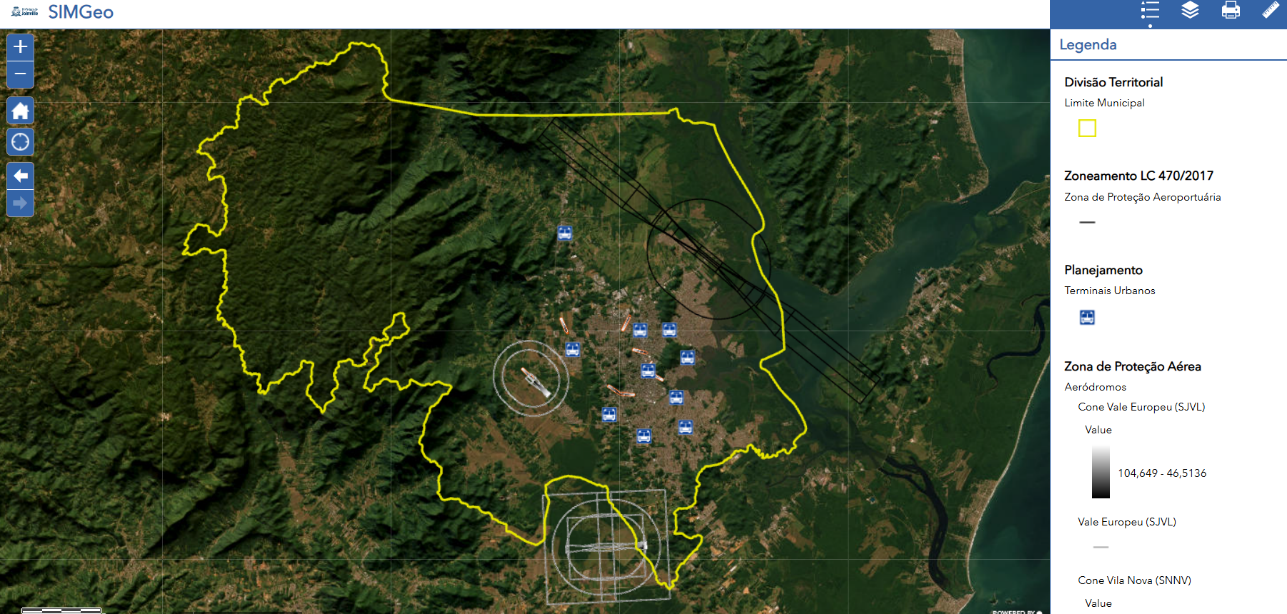 Joinville
SIMGeo
+
−
Legenda
Divisão Territorial
Limite Municipal
Zoneamento LC 470/2017
Zona de Proteção Aeroportuária
Planejamento
Terminais Urbanos
Zona de Proteção Aérea
Aeródromos
Cone Vale Europeu (SJVL)
Value
104,649 - 46,5136
Vale Europeu (SJVL)
Cone Vila Nova (SNNV)
Value
POWERED BY